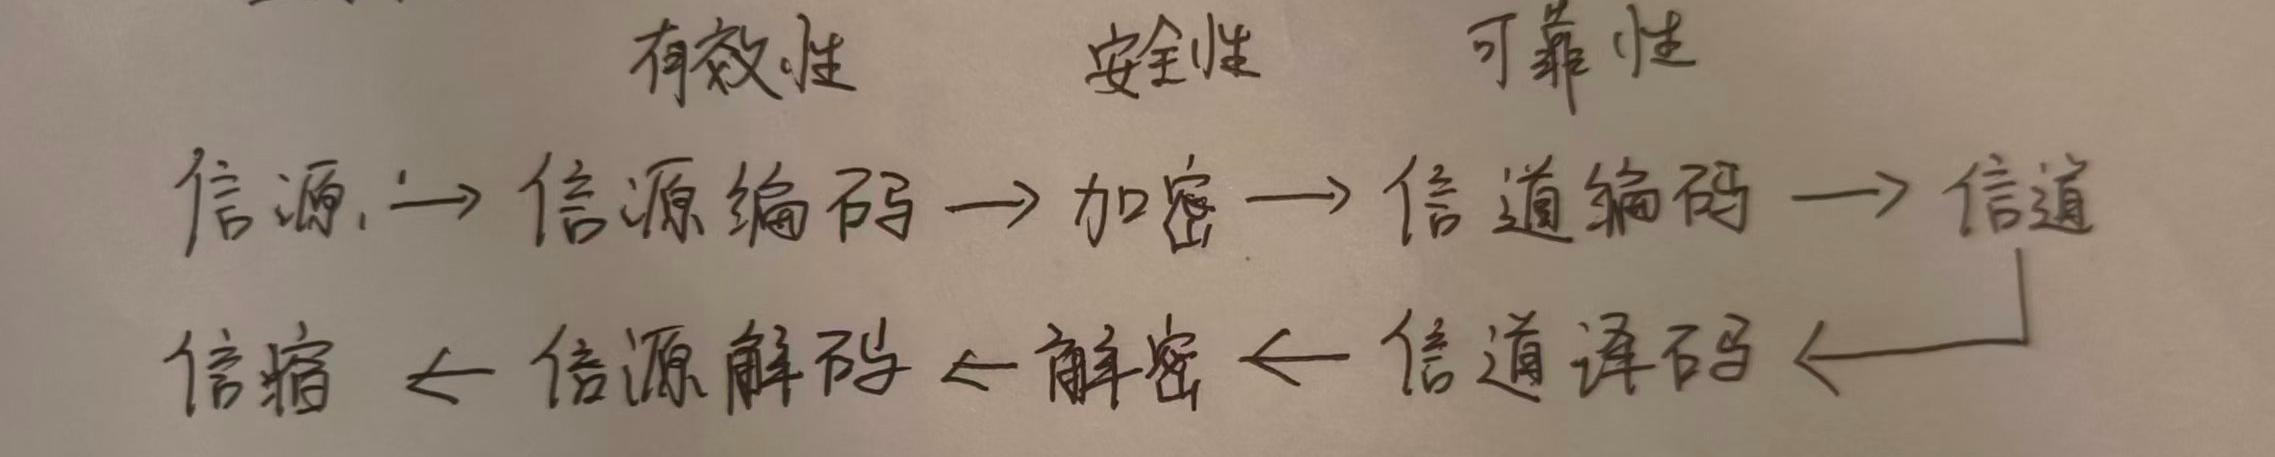 有效性 安全性 可靠性
信源 → 信源编码 → 加密 → 信道编码 → 信道
信宿 ← 信源解码 ← 解密 ← 信道译码 ←